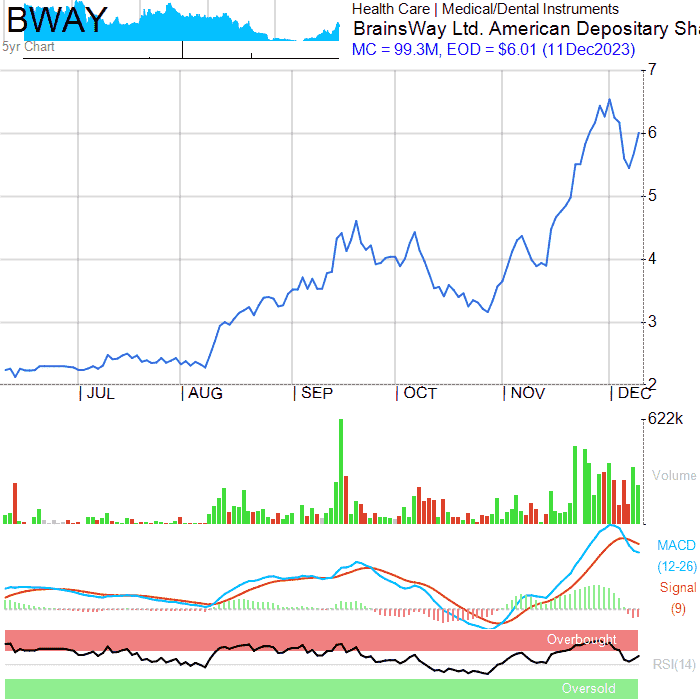 BWAY
5yr Chart
Health Care | Medical/Dental Instruments
BrainsWay Ltd. American Depositary Sha
MC = 99.3M, EOD = $6.01 (11Dec2023)
7
6
5
4
3
2
JUL AUG SEP OCT NOV DEC
622k
Volume
MACD
(12-26)
Signal
(9)
Overbought
RSI(14)
Oversold